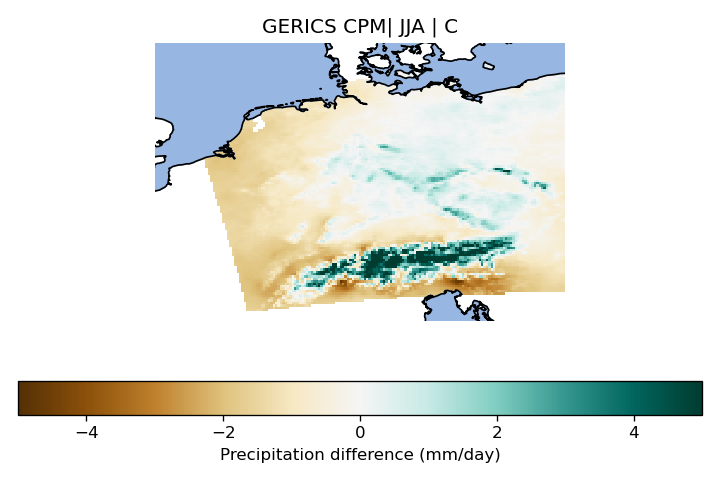 GERICS CPM| JJA | C
−4 −2 0 2 4
Precipitation difference (mm/day)